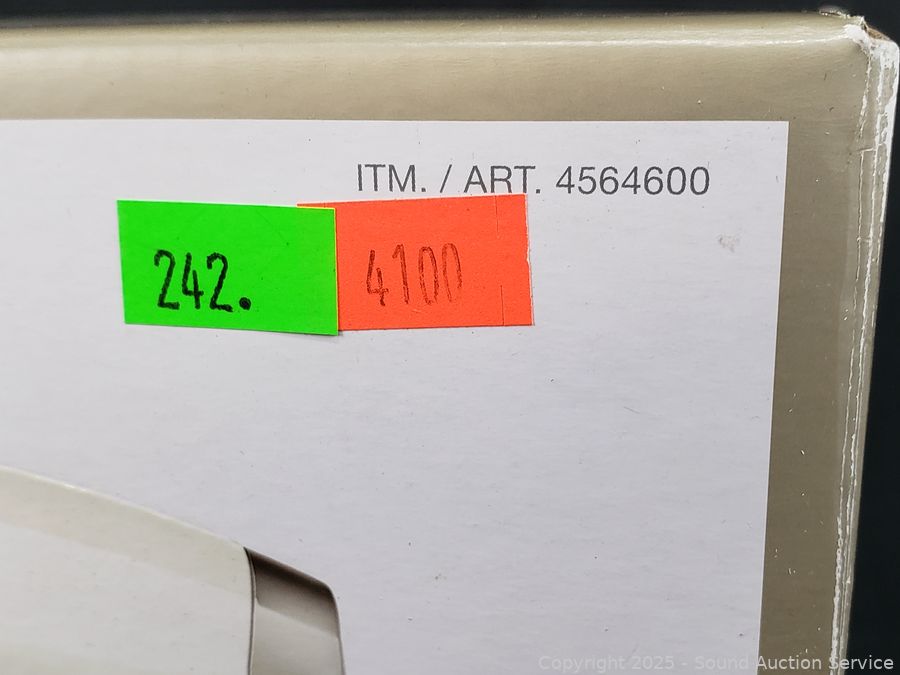 ITM. / ART. 4564600
242.
4100
Copyright 2025 - Sound Auction Service